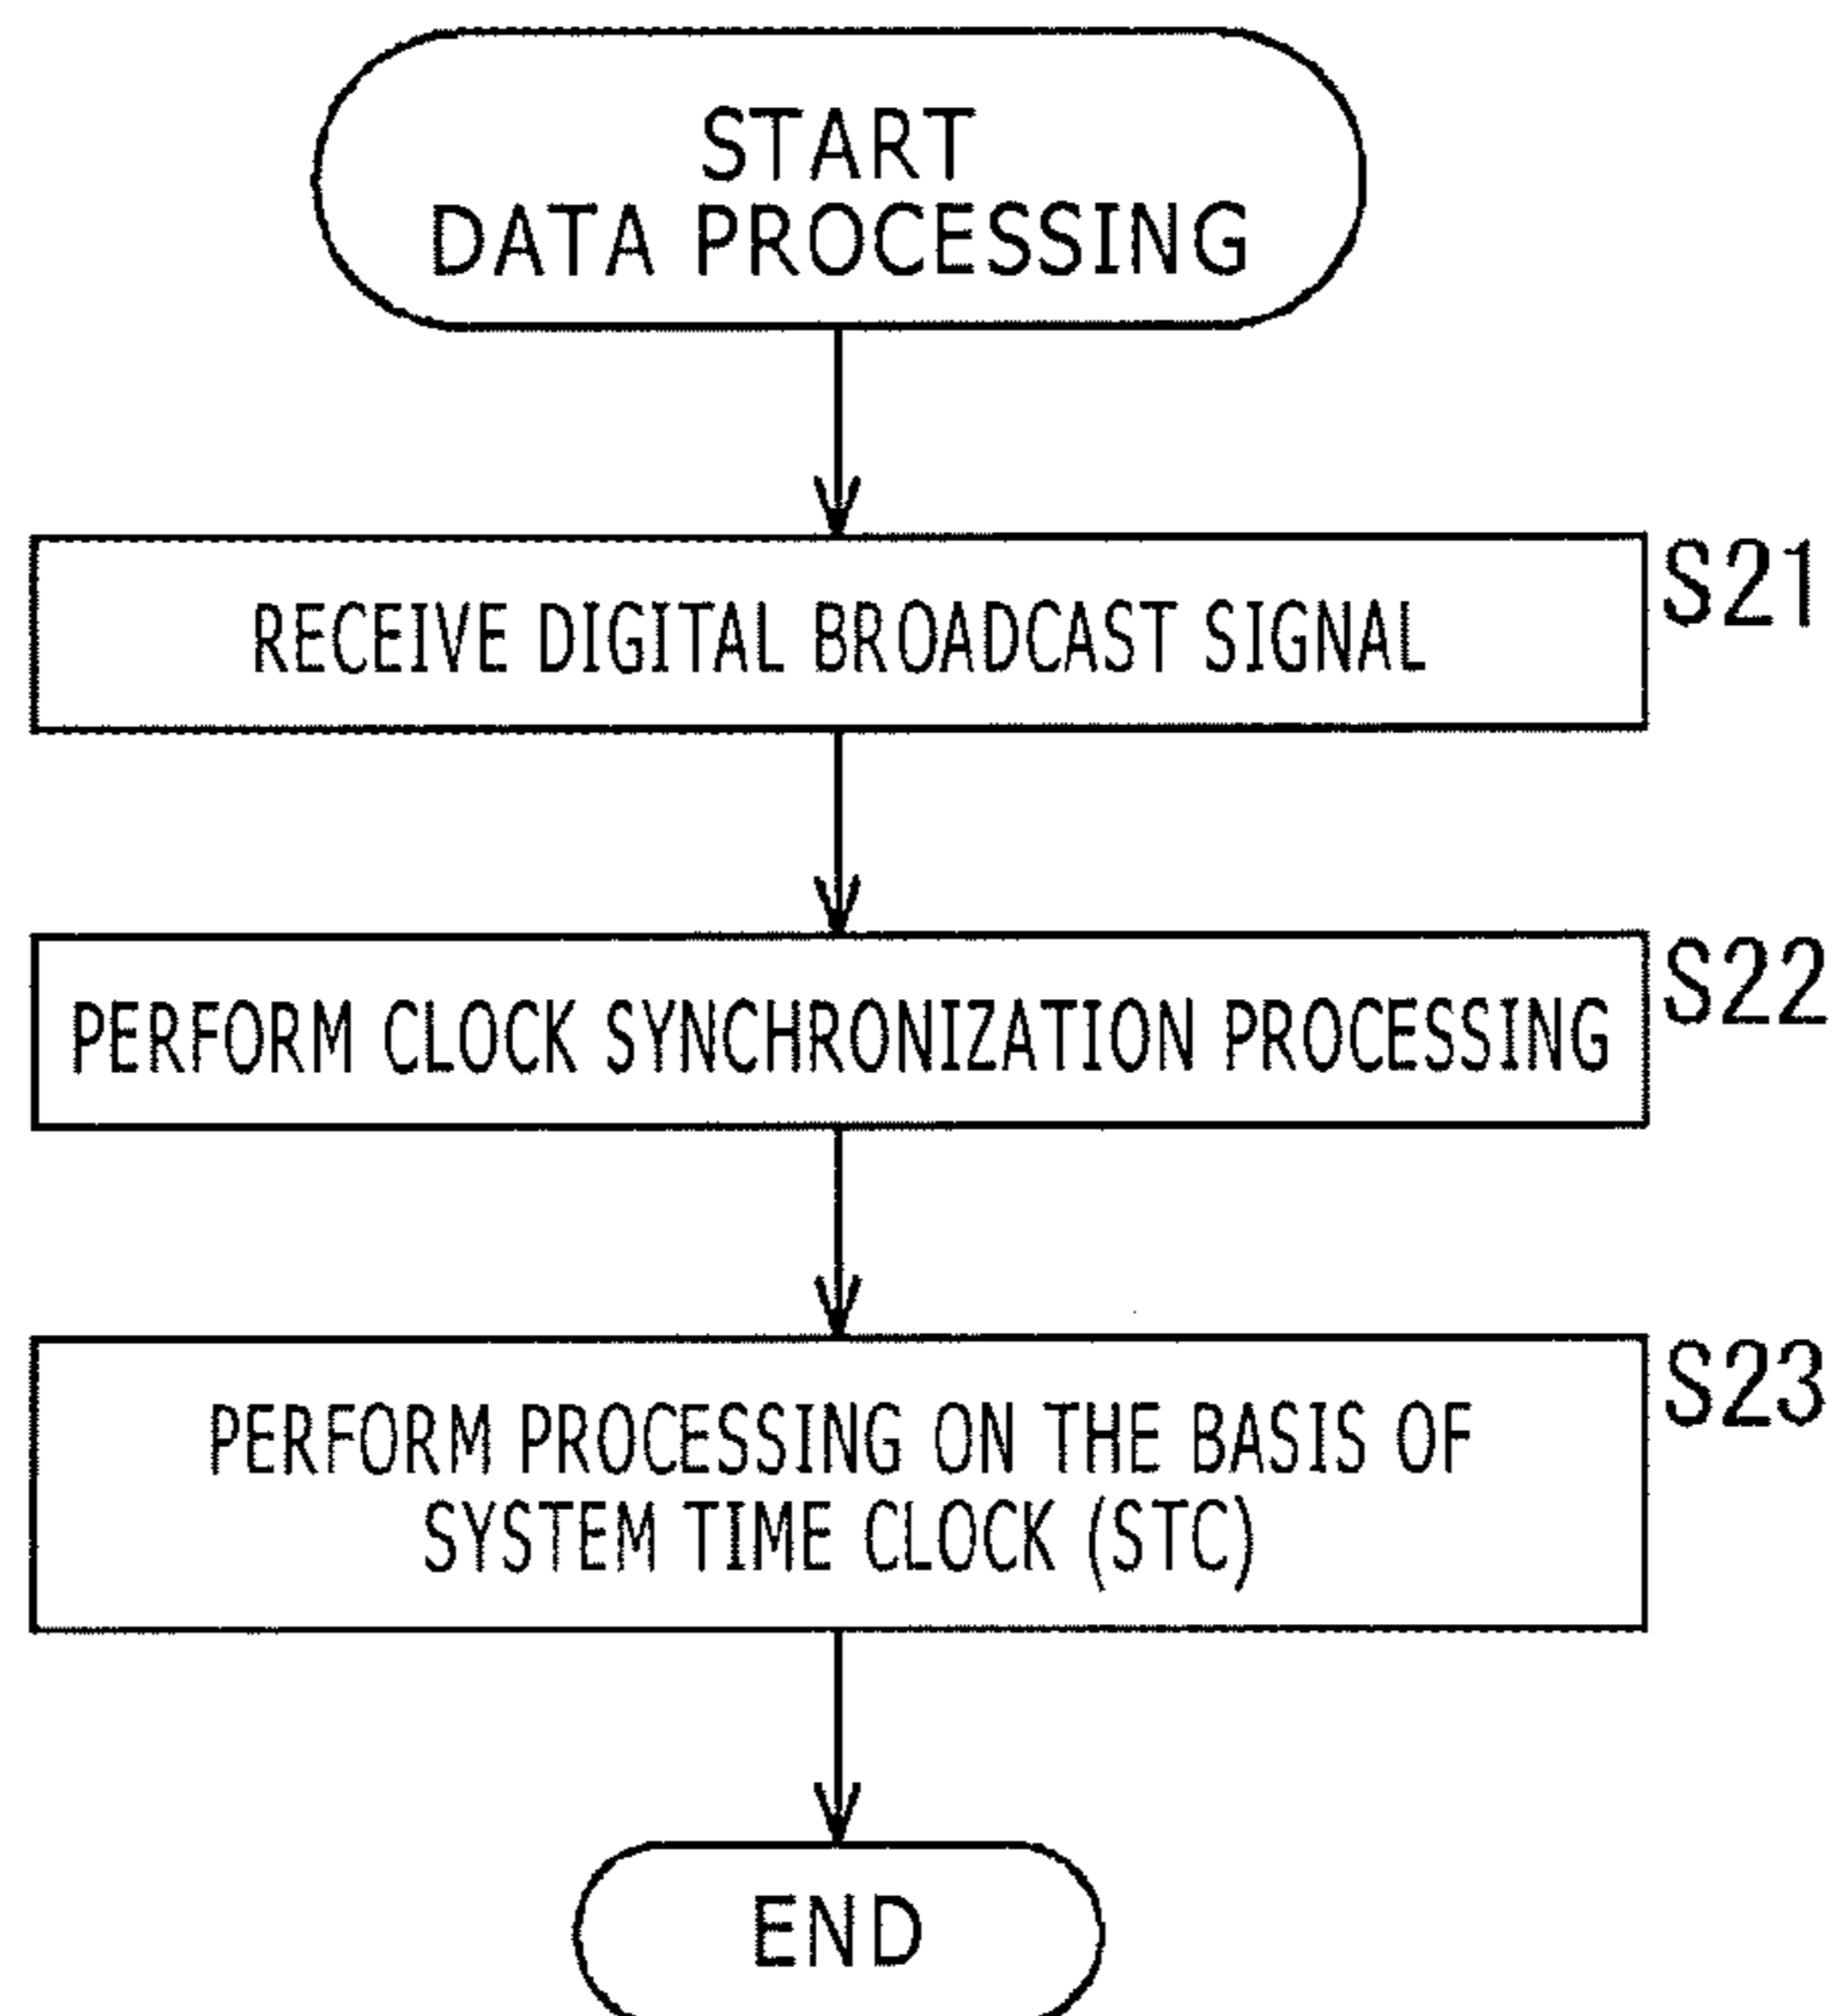 START
DATA PROCESSING
RECEIVE DIGITAL BROADCAST SIGNAL
S21
PERFORM CLOCK SYNCHRONIZATION PROCESSING
S22
PERFORM PROCESSING ON THE BASIS OF
SYSTEM TIME CLOCK (STC)
S23
END